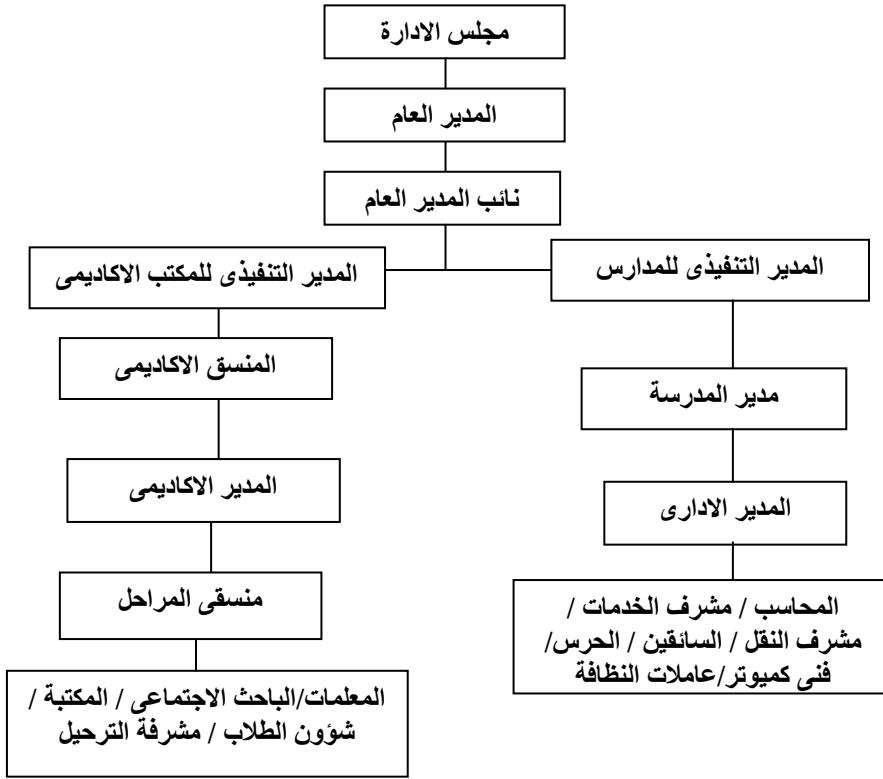 مجلس الادارة
المدير العام
نائب المدير العام
المدير التنفيذى للمدارس
المدير التنفيذى للمكتب الاكاديمى
المنسق الاكاديمى
مدير المدرسة
المدير الاكاديمى
المدير الادارى
منسقى المراحل
المحاسب / مشرف الخدمات /
مشرف النقل / السائقين / الحرس/
فنى كمبوتر/عاملات النظافة
المعلمات/الباحث الاجتماعى / المكتبة /
شؤون الطلاب / مشرفة الترحيل